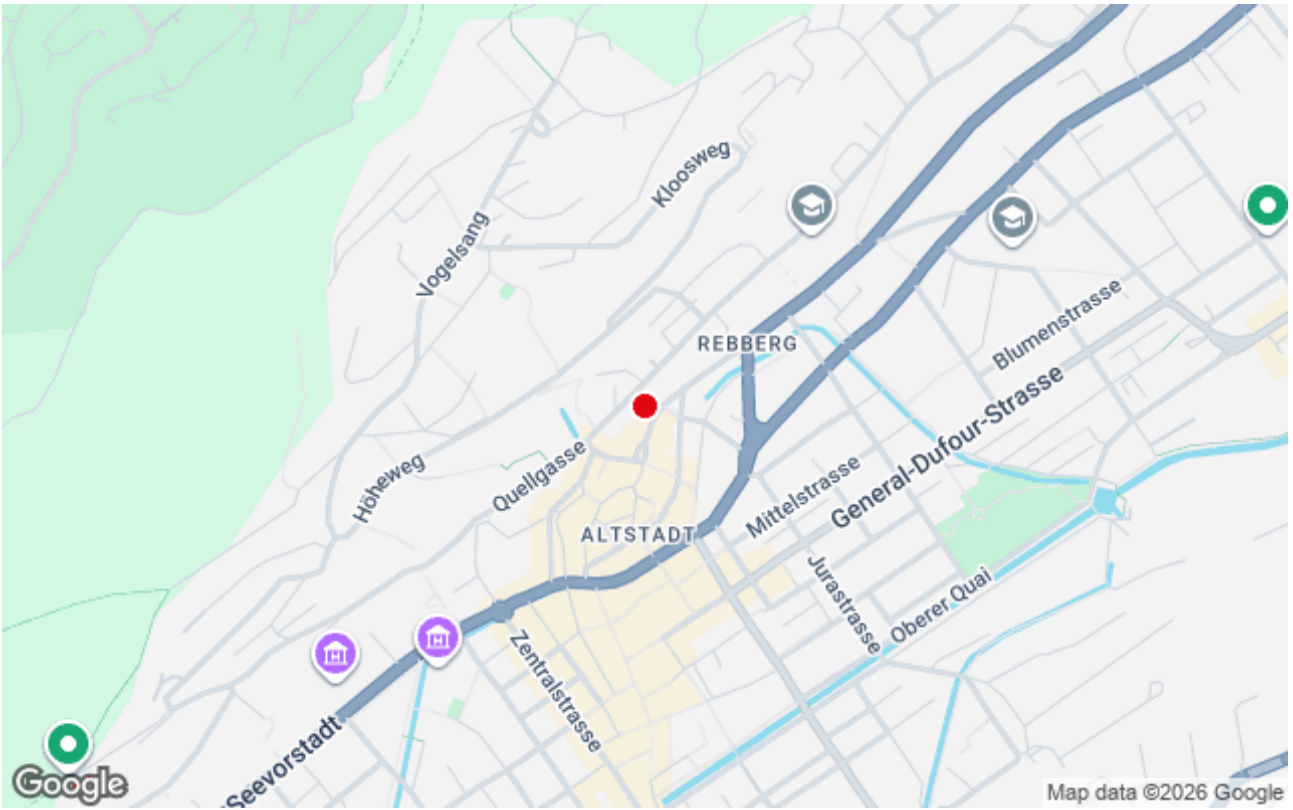 Kloosweg
Vogelsang
REBBERG
Blumenstrasse
General-Dufour-Strasse
Höheweg
Quellgasse
Mittelstrasse
ALTSTADT
Jurastrasse
Oberer Quai
Zentralstrasse
Seevorstadt
Google
Map data ©2026 Google